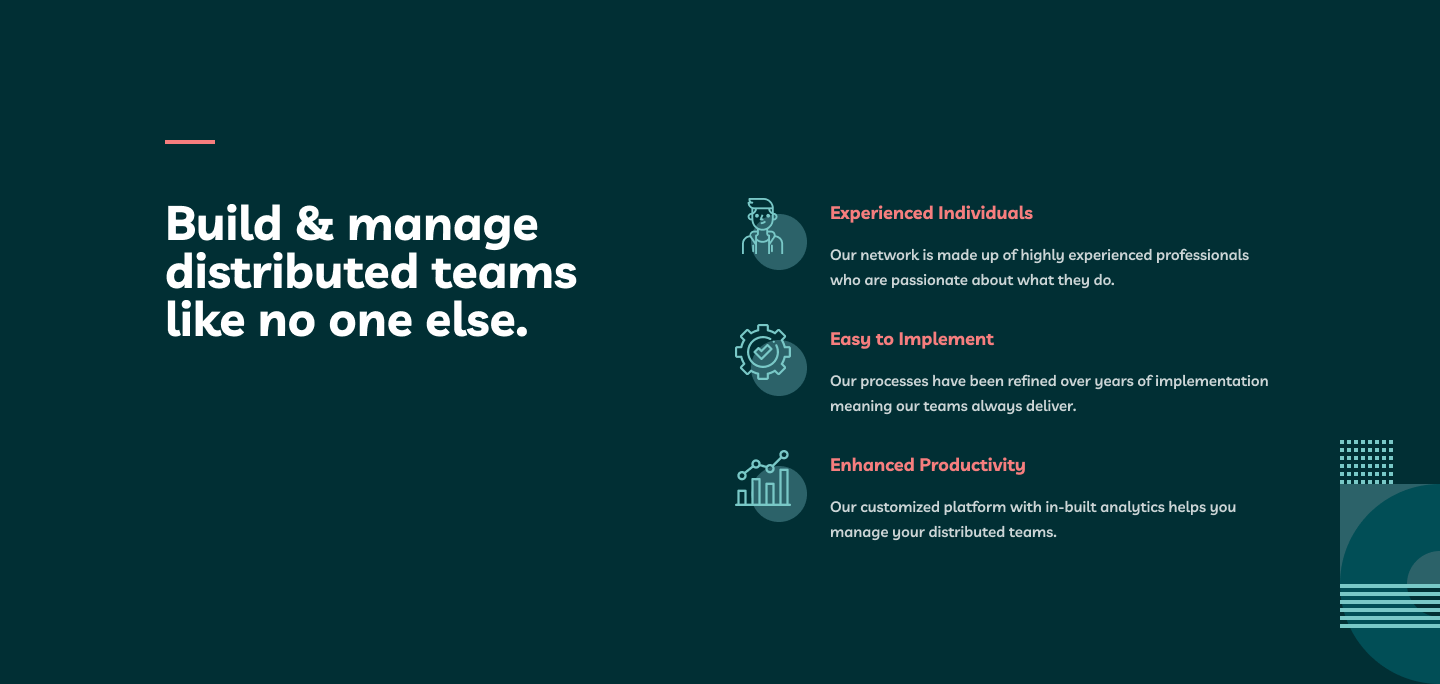 Build & manage
distributed teams
like no one else.
Experienced Individuals
Our network is made up of highly experienced professionals
who are passionate about what they do.
Easy to Implement
Our processes have been refined over years of implementation
meaning our teams always deliver.
Enhanced Productivity
Our customized platform with in-built analytics helps you
manage your distributed teams.